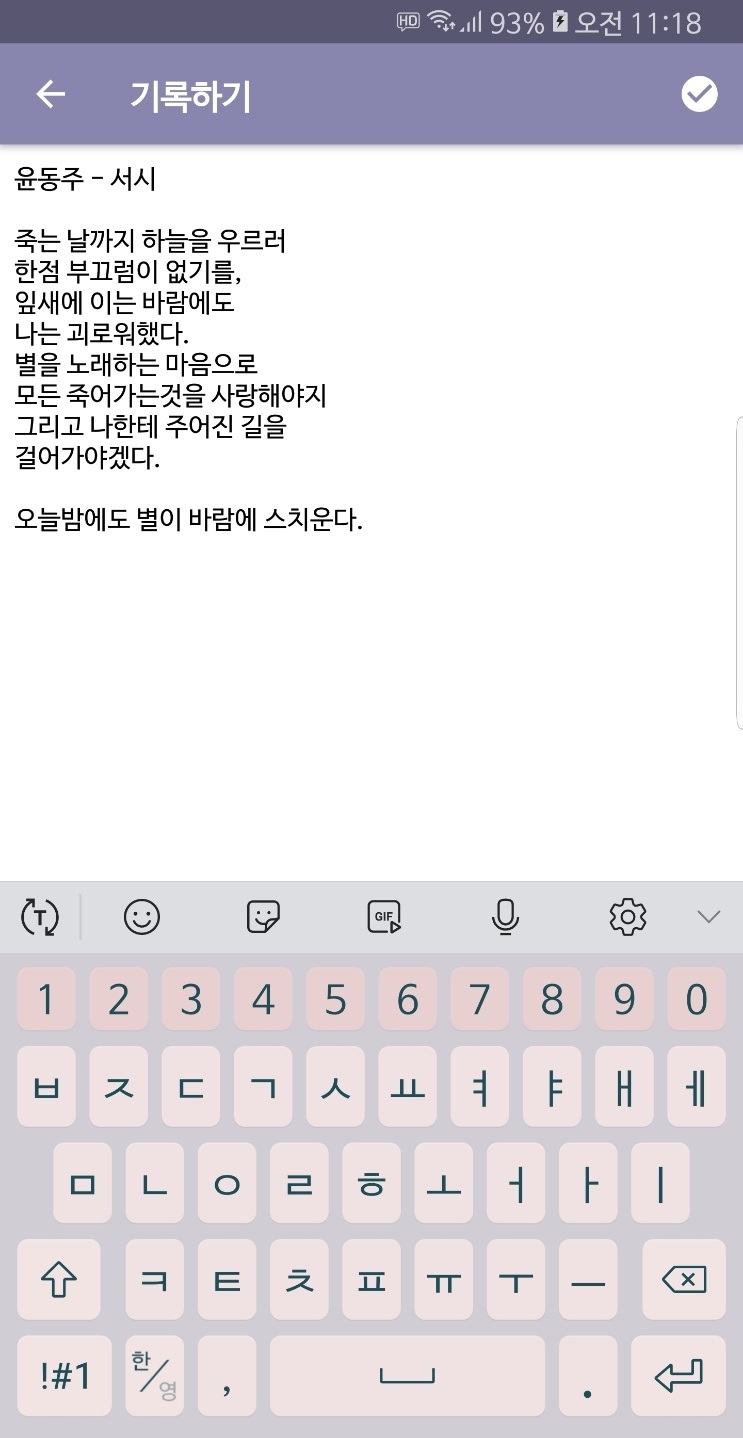 HD 93% 오전 11:18
기록하기
윤동주 - 서시
죽는 날까지 하늘을 우르러
한점 부끄럼이 없기를,
잎새에 이는 바람에도
나는 괴로워했다.
별을 노래하는 마음으로
모든 죽어가는것을 사랑해야지
그리고 나한테 주어진 길을
걸어가야겠다.
오늘밤에도 별이 바람에 스치운다.
T GIF
1 2 3 4 5 6 7 8 9 0
ㅂ ㅈ ㄷ ㄱ ㅅ ㅛ ㅕ ㅑ ㅐ ㅔ
ㅁ ㄴ ㅇ ㄹ ㅎ ㅗ ㅓ ㅏ ㅣ
ㅋ ㅌ ㅊ ㅍ ㅠ ㅜ ㅡ
!#1 한/영 , .